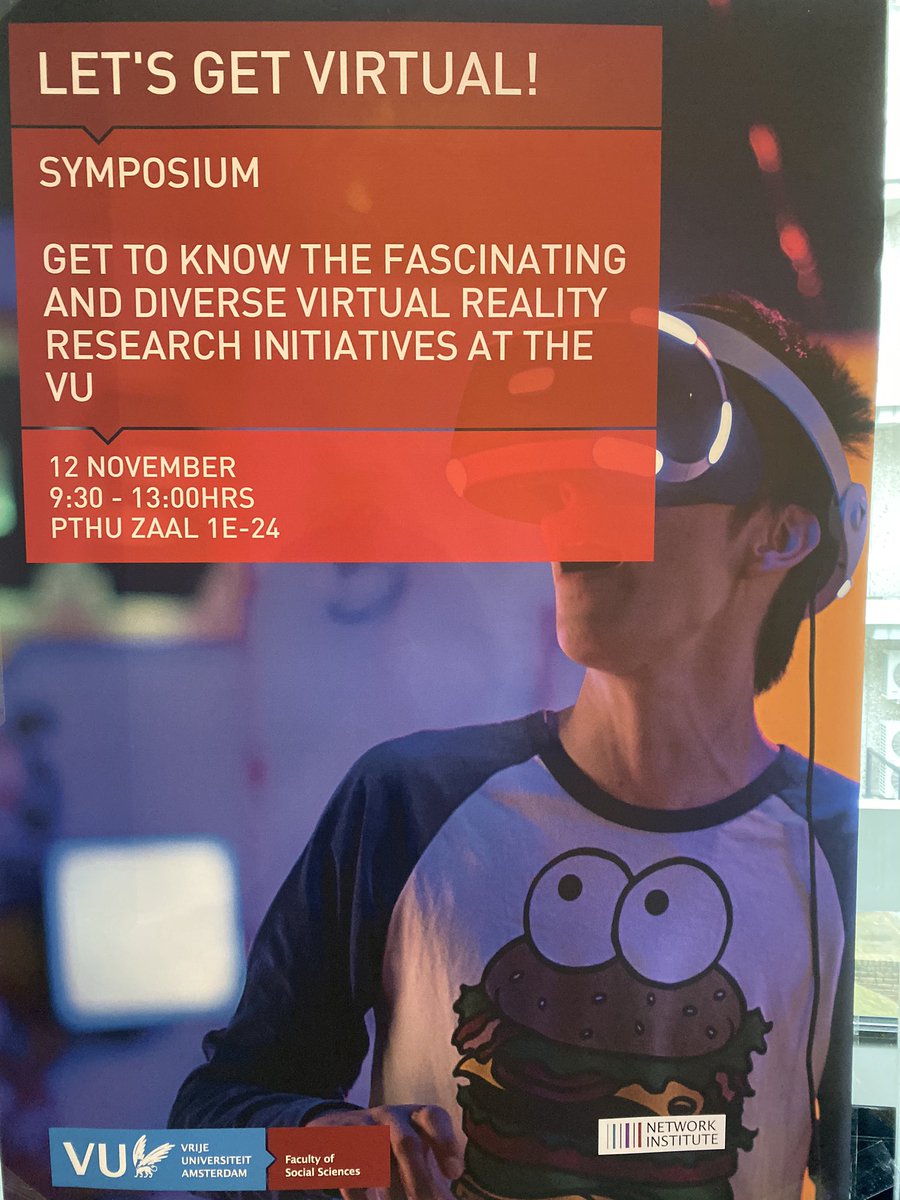 LET'S GET VIRTUAL!
SYMPOSIUM
GET TO KNOW THE FASCINATING
AND DIVERSE VIRTUAL REALITY
RESEARCH INITIATIVES AT THE
VU
12 NOVEMBER
9:30 - 13:00HRS
PTHU ZAAL 1E-24
VU
VRIJE
UNIVERSITEIT
AMSTERDAM
Faculty of
Social Sciences
NETWORK
INSTITUTE